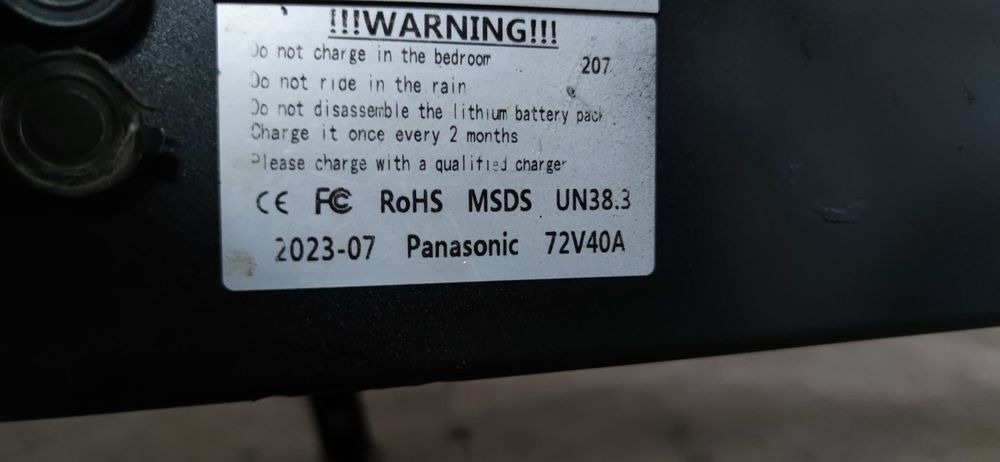 !!!WARNING!!!
Do not charge in the bedroom
207
Do not ride in the rain
Do not disassemble the lithium battery pack
Charge it once every 2 months
Please charge with a qualified charger
CE FC RoHS MSDS UN38.3
2023-07 Panasonic 72V40A